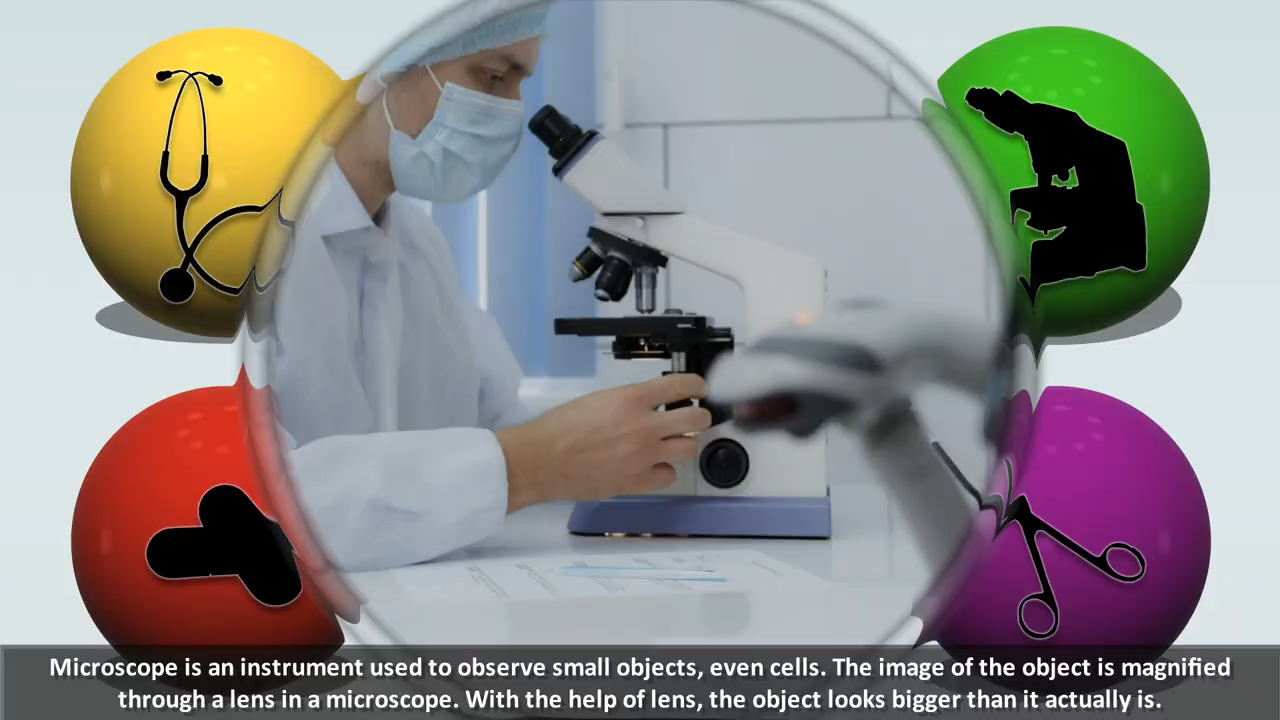 Microscope is an instrument used to observe small objects, even cells. The image of the object is magnified
through a lens in a microscope. With the help of lens, the object looks bigger than it actually is.